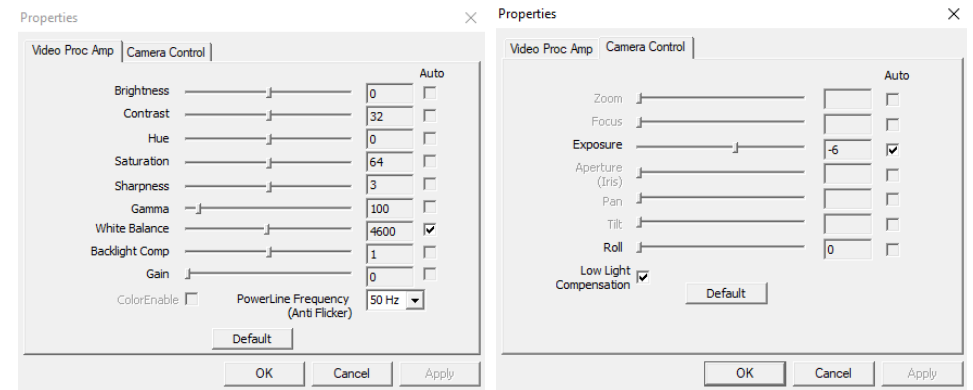 Properties
Video Proc Amp Camera Control
Auto
Brightness 0
Contrast 32
Hue 0
Saturation 64
Sharpness 3
Gamma 100
White Balance 4600
Backlight Comp 1
Gain 0
ColorEnable PowerLine Frequency 50 Hz
(Anti Flicker)
Default
OK Cancel Apply
Properties
Video Proc Amp Camera Control
Auto
Zoom
Focus
Exposure -6
Aperture
(Iris)
Pan
Tilt
Roll 0
Low Light
Compensation
Default
OK Cancel Apply